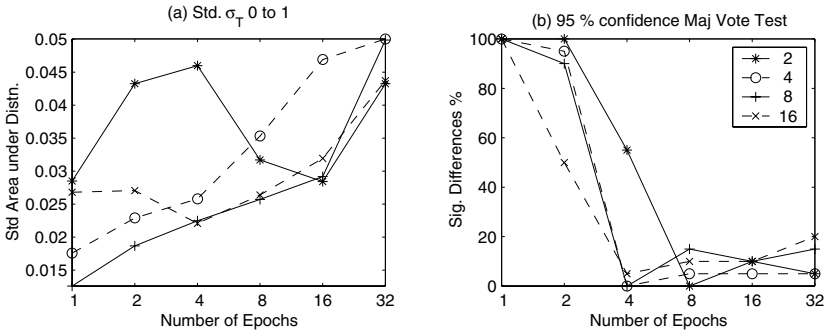 (a) Std. σT 0 to 1
0.05
0.045
0.04
0.035
0.03
0.025
0.02
0.015
Std Area under Distn.
1 2 4 8 16 32
Number of Epochs
(b) 95 % confidence Maj Vote Test
100
80
60
40
20
0
Sig. Differences %
2
4
8
16
1 2 4 8 16 32
Number of Epochs